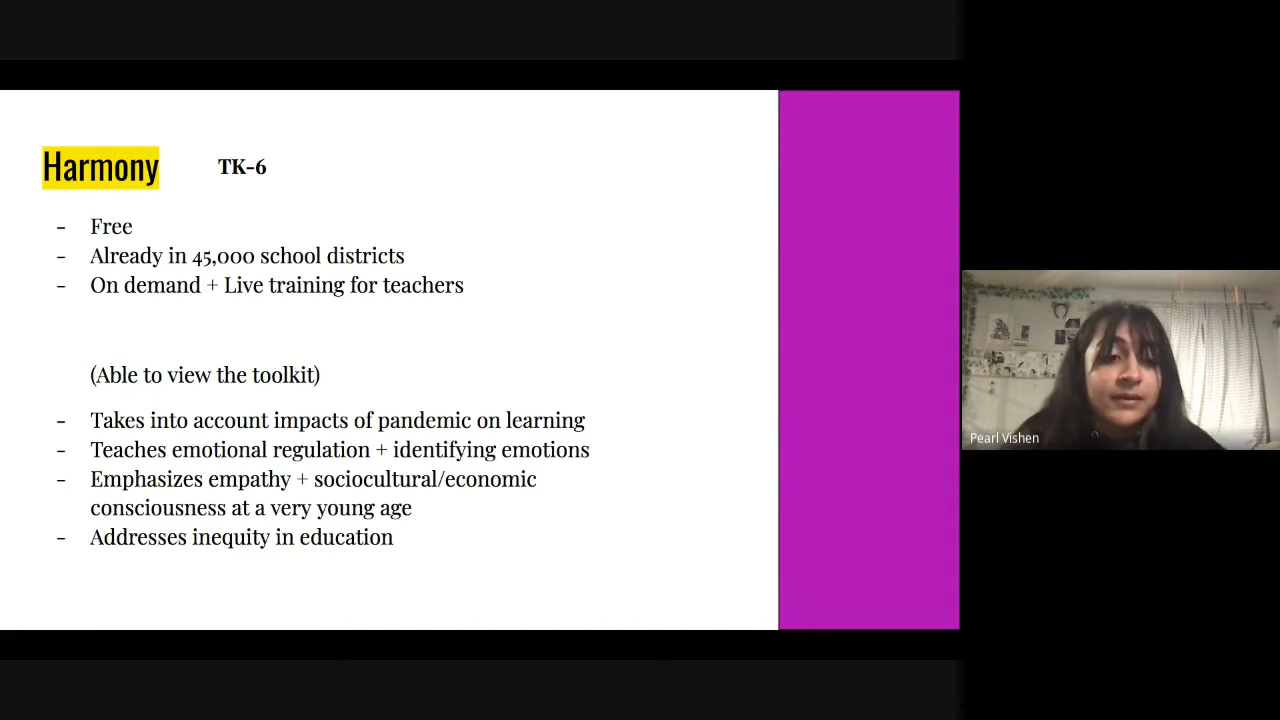 Harmony TK-6
- Free
- Already in 45,000 school districts
- On demand + Live training for teachers
(Able to view the toolkit)
- Takes into account impacts of pandemic on learning
- Teaches emotional regulation + identifying emotions
- Emphasizes empathy + sociocultural/economic
consciousness at a very young age
- Addresses inequity in education
Pearl Vishen